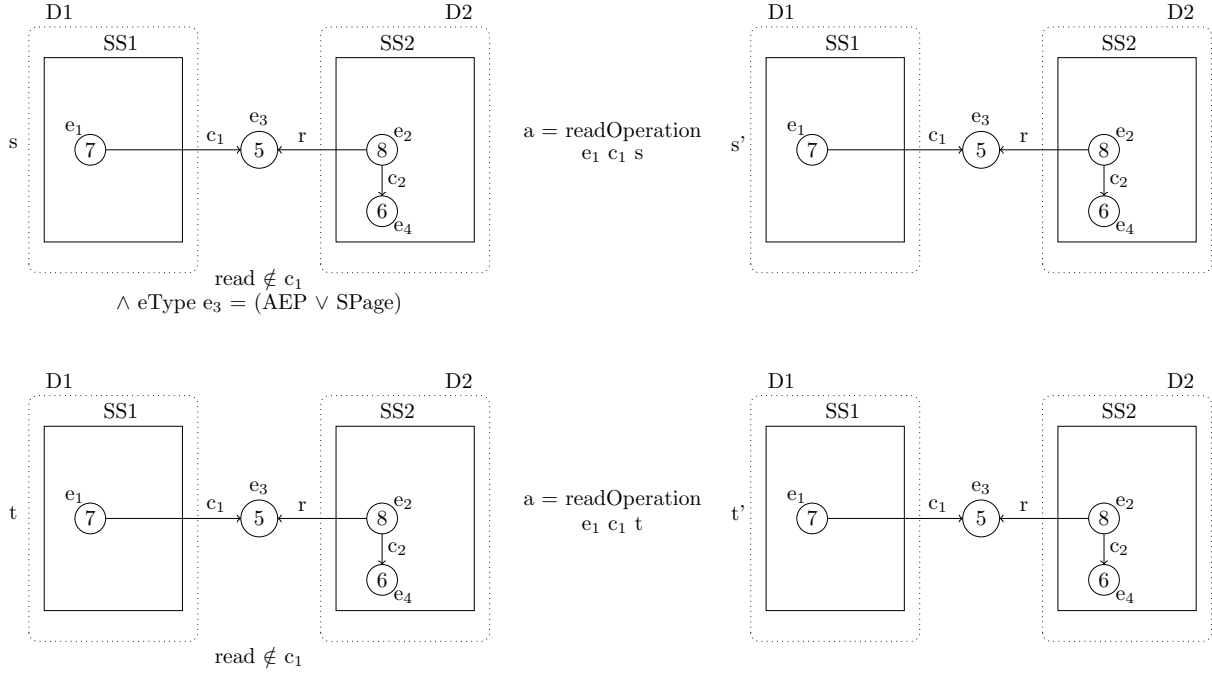 D1 D2 D1 D2
SS1 SS2 SS1 SS2
s e₁ 7 c₁ e₃ 5 r 8 e₂ c₂ 6 e₄
a = readOperation
e₁ c₁ s
s' e₁ 7 c₁ e₃ 5 r 8 e₂ c₂ 6 e₄
read ∉ c₁
∧ eType e₃ = (AEP ∨ SPage)
D1 D2 D1 D2
SS1 SS2 SS1 SS2
t e₁ 7 c₁ e₃ 5 r 8 e₂ c₂ 6 e₄
a = readOperation
e₁ c₁ t
t' e₁ 7 c₁ e₃ 5 r 8 e₂ c₂ 6 e₄
read ∉ c₁